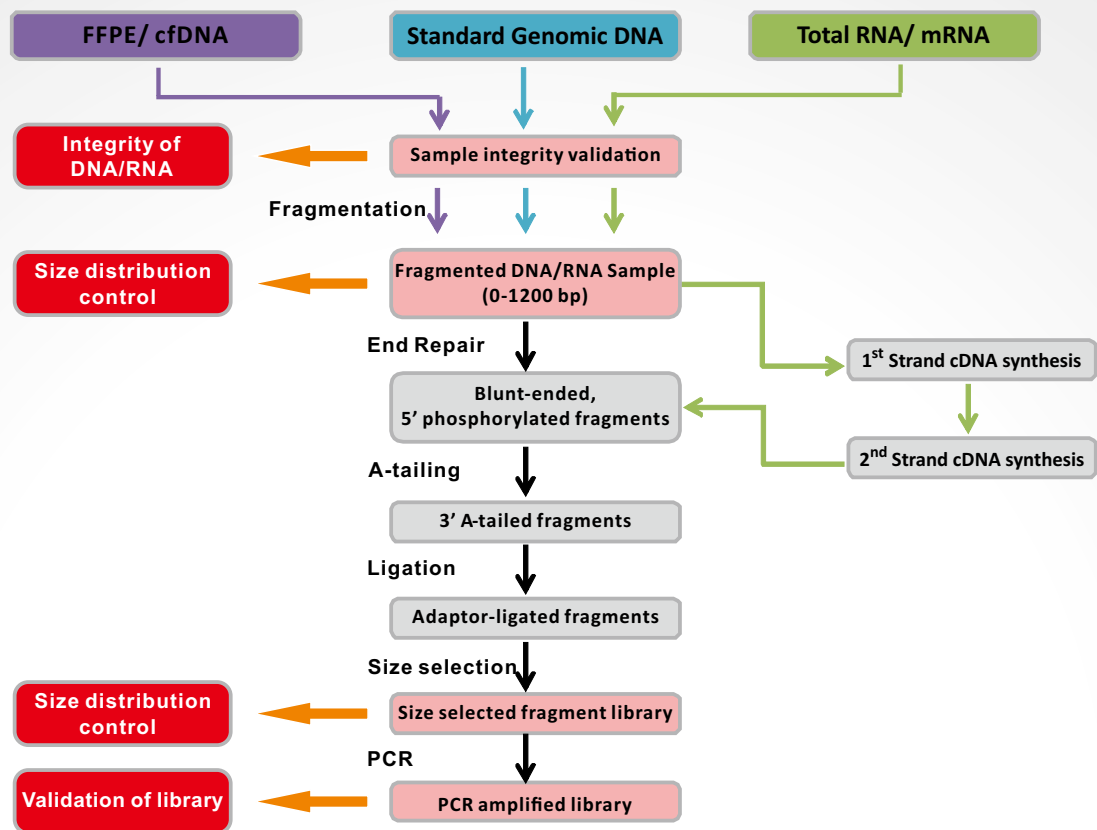 FFPE/ cfDNA
Standard Genomic DNA
Total RNA/ mRNA
Integrity of
DNA/RNA
Sample integrity validation
Fragmentation
Size distribution
control
Fragmented DNA/RNA Sample
(0-1200 bp)
End Repair
1st Strand cDNA synthesis
Blunt-ended,
5’ phosphorylated fragments
2nd Strand cDNA synthesis
A-tailing
3’ A-tailed fragments
Ligation
Adaptor-ligated fragments
Size selection
Size distribution
control
Size selected fragment library
PCR
Validation of library
PCR amplified library